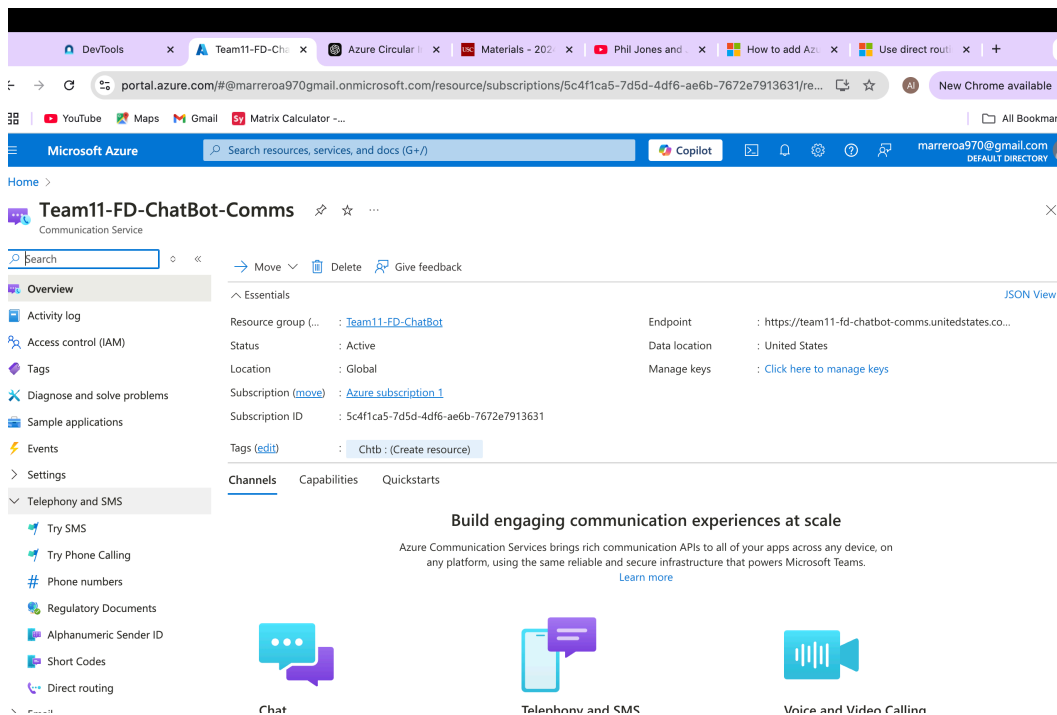 DevTools
Team11-FD-Cha
Azure Circular I
USC Materials - 202
Phil Jones and
How to add Azu
Use direct routi
portal.azure.com/#@marreroa970gmail.onmicrosoft.com/resource/subscriptions/5c4f1ca5-7d5d-4df6-ae6b-7672e7913631/re...
AI
New Chrome available
YouTube
Maps
Gmail
Sy Matrix Calculator -...
All Bookmar
Microsoft Azure
Search resources, services, and docs (G+/)
Copilot
marreroa970@gmail.com
DEFAULT DIRECTORY
Home >
Team11-FD-ChatBot-Comms
Communication Service
Search
Move
Delete
Give feedback
Overview
Activity log
Access control (IAM)
Tags
Diagnose and solve problems
Sample applications
Events
Settings
Telephony and SMS
Try SMS
Try Phone Calling
Phone numbers
Regulatory Documents
Alphanumeric Sender ID
Short Codes
Direct routing
Email
Essentials
JSON View
Resource group (... : Team11-FD-ChatBot
Status : Active
Location : Global
Subscription (move) : Azure subscription 1
Subscription ID : 5c4f1ca5-7d5d-4df6-ae6b-7672e7913631
Tags (edit) : Chtb : (Create resource)
Endpoint : https://team11-fd-chatbot-comms.unitedstates.co...
Data location : United States
Manage keys : Click here to manage keys
Channels
Capabilities
Quickstarts
Build engaging communication experiences at scale
Azure Communication Services brings rich communication APIs to all of your apps across any device, on
any platform, using the same reliable and secure infrastructure that powers Microsoft Teams.
Learn more
Chat
Telephony and SMS
Voice and Video Calling